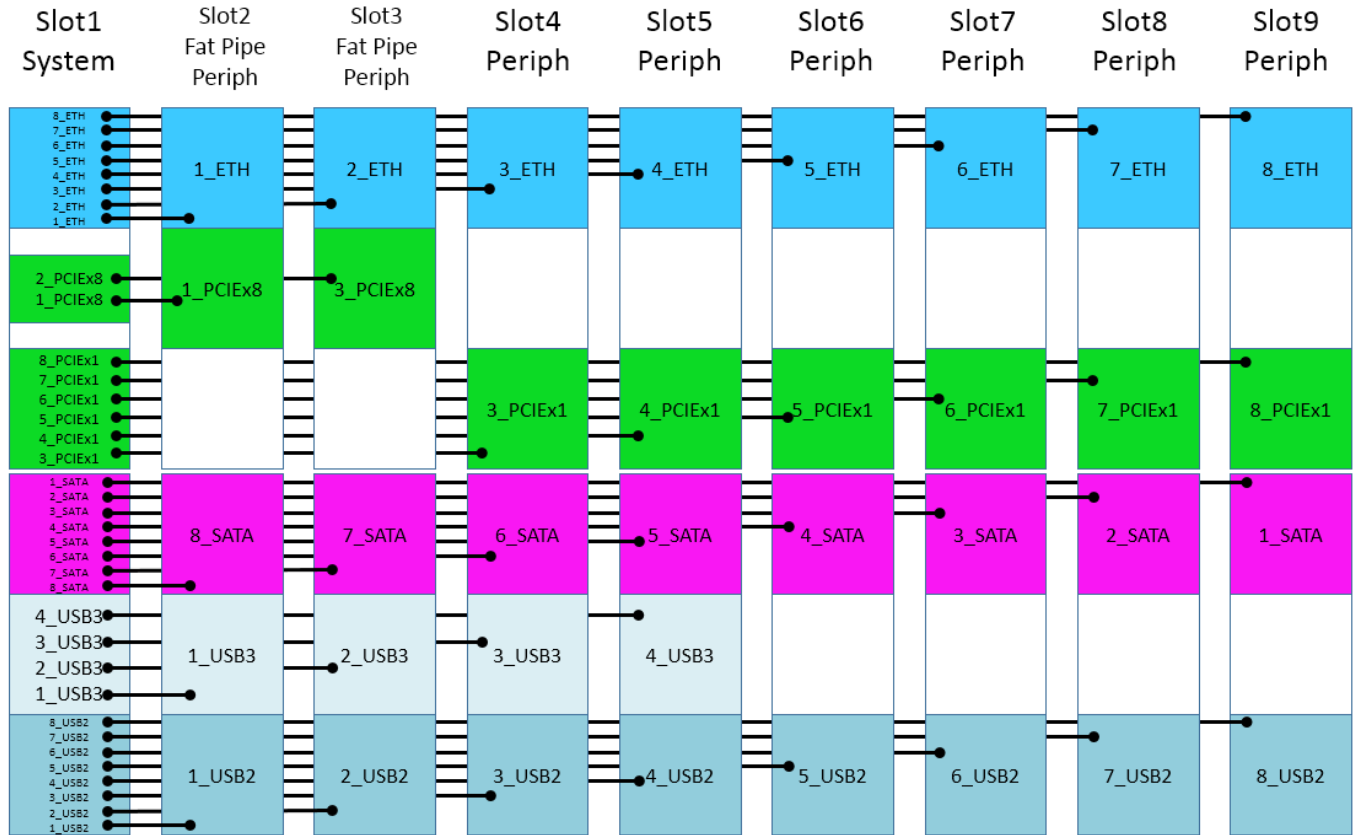 Slot1
System
Slot2
Fat Pipe
Periph
Slot3
Fat Pipe
Periph
Slot4
Periph
Slot5
Periph
Slot6
Periph
Slot7
Periph
Slot8
Periph
Slot9
Periph
8_ETH
7_ETH
6_ETH
5_ETH
4_ETH
3_ETH
2_ETH
1_ETH
1_ETH
2_ETH
3_ETH
4_ETH
5_ETH
6_ETH
7_ETH
8_ETH
2_PCIEx8
1_PCIEx8
1_PCIEx8
3_PCIEx8
8_PCIEx1
7_PCIEx1
6_PCIEx1
5_PCIEx1
4_PCIEx1
3_PCIEx1
3_PCIEx1
4_PCIEx1
5_PCIEx1
6_PCIEx1
7_PCIEx1
8_PCIEx1
1_SATA
2_SATA
3_SATA
4_SATA
5_SATA
6_SATA
7_SATA
8_SATA
8_SATA
7_SATA
6_SATA
5_SATA
4_SATA
3_SATA
2_SATA
1_SATA
4_USB3
3_USB3
2_USB3
1_USB3
1_USB3
2_USB3
3_USB3
4_USB3
8_USB2
7_USB2
6_USB2
5_USB2
4_USB2
3_USB2
2_USB2
1_USB2
1_USB2
2_USB2
3_USB2
4_USB2
5_USB2
6_USB2
7_USB2
8_USB2